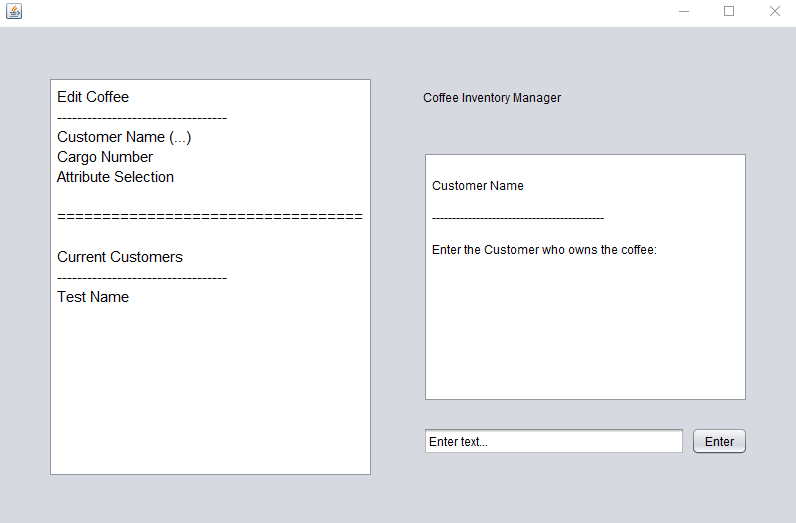 Edit Coffee
----------------------------------
Customer Name (...)
Cargo Number
Attribute Selection
==================================
Current Customers
----------------------------------
Test Name
Coffee Inventory Manager
Customer Name
-------------------------------------------
Enter the Customer who owns the coffee:
Enter text...
Enter